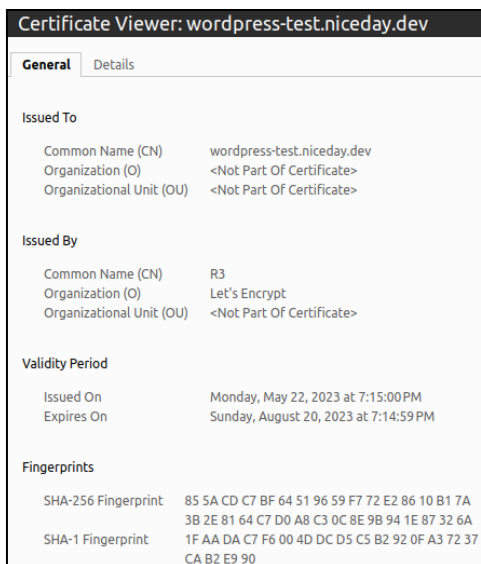 Certificate Viewer: wordpress-test.niceday.dev
General Details
Issued To
Common Name (CN) wordpress-test.niceday.dev
Organization (O) <Not Part Of Certificate>
Organizational Unit (OU) <Not Part Of Certificate>
Issued By
Common Name (CN) R3
Organization (O) Let's Encrypt
Organizational Unit (OU) <Not Part Of Certificate>
Validity Period
Issued On Monday, May 22, 2023 at 7:15:00 PM
Expires On Sunday, August 20, 2023 at 7:14:59 PM
Fingerprints
SHA-256 Fingerprint 85 5A CD C7 BF 64 51 96 59 F7 72 E2 86 10 B1 7A
3B 2E 81 64 C7 D0 A8 C3 0C 8E 9B 94 1E 87 32 6A
SHA-1 Fingerprint 1F AA DA C7 F6 00 4D DC D5 C5 B2 92 0F A3 72 37
CA B2 E9 90